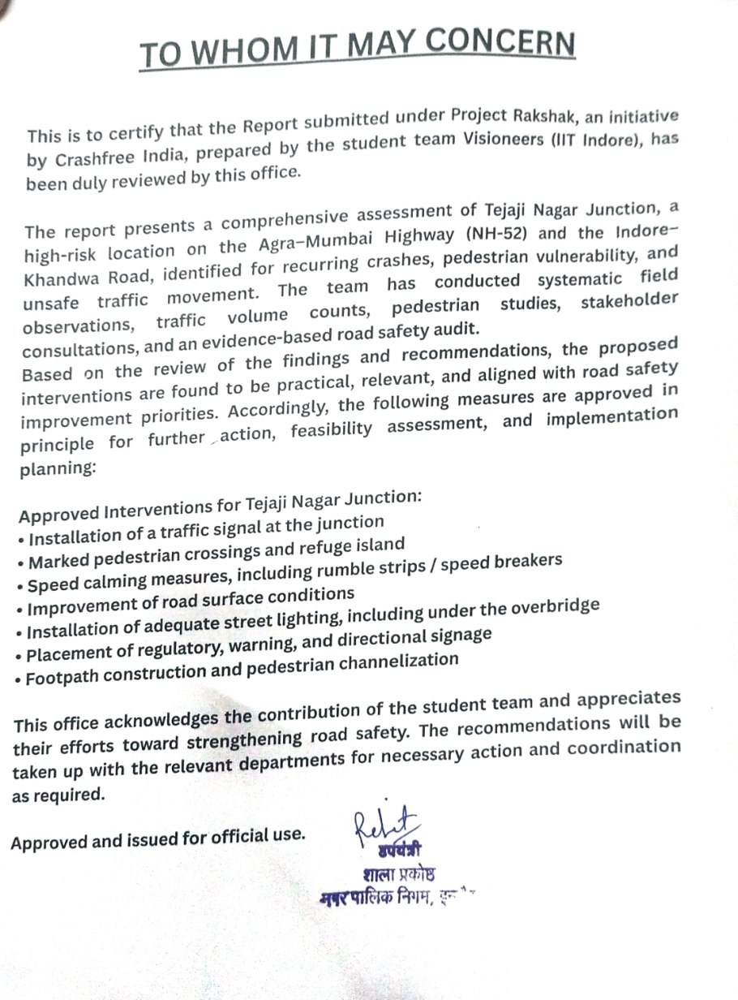 TO WHOM IT MAY CONCERN
This is to certify that the Report submitted under Project Rakshak, an initiative
by Crashfree India, prepared by the student team Visioneers (IIT Indore), has
been duly reviewed by this office.
The report presents a comprehensive assessment of Tejaji Nagar Junction, a
high-risk location on the Agra–Mumbai Highway (NH-52) and the Indore–
Khandwa Road, identified for recurring crashes, pedestrian vulnerability, and
unsafe traffic movement. The team has conducted systematic field
observations, traffic volume counts, pedestrian studies, stakeholder
consultations, and an evidence-based road safety audit.
Based on the review of the findings and recommendations, the proposed
interventions are found to be practical, relevant, and aligned with road safety
improvement priorities. Accordingly, the following measures are approved in
principle for further action, feasibility assessment, and implementation
planning:
Approved Interventions for Tejaji Nagar Junction:
• Installation of a traffic signal at the junction
• Marked pedestrian crossings and refuge island
• Speed calming measures, including rumble strips / speed breakers
• Improvement of road surface conditions
• Installation of adequate street lighting, including under the overbridge
• Placement of regulatory, warning, and directional signage
• Footpath construction and pedestrian channelization
This office acknowledges the contribution of the student team and appreciates
their efforts toward strengthening road safety. The recommendations will be
taken up with the relevant departments for necessary action and coordination
as required.
Approved and issued for official use.
उपयंत्री
शाला प्रकोष्ठ
नगर पालिक निगम,